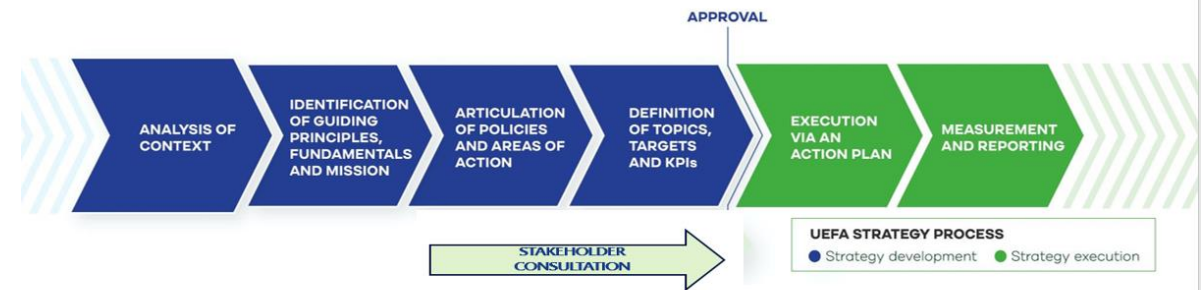 APPROVAL
ANALYSIS OF
CONTEXT
IDENTIFICATION
OF GUIDING
PRINCIPLES,
FUNDAMENTALS
AND MISSION
ARTICULATION
OF POLICIES
AND AREAS OF
ACTION
DEFINITION
OF TOPICS,
TARGETS
AND KPIs
EXECUTION
VIA AN
ACTION PLAN
MEASUREMENT
AND REPORTING
STAKEHOLDER
CONSULTATION
UEFA STRATEGY PROCESS
Strategy development Strategy execution